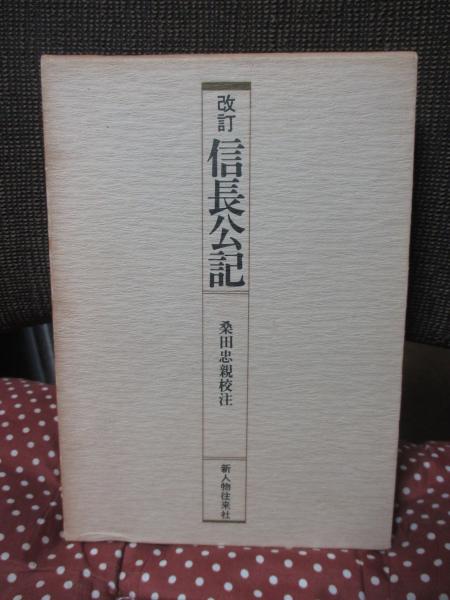 改訂
信長公記
桑田忠親校注
新人物往来社